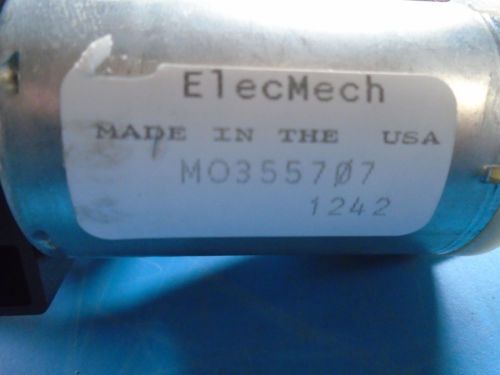 ElecMech
MADE IN THE USA
MO3557Ø7
1242